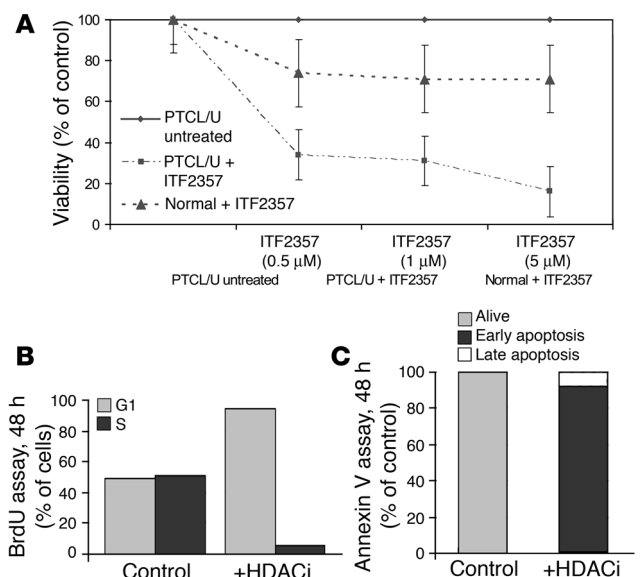 A
Viability (% of control)
100
80
60
40
20
0
PTCL/U
untreated
PTCL/U +
ITF2357
Normal + ITF2357
ITF2357
(0.5 μM)
ITF2357
(1 μM)
ITF2357
(5 μM)
PTCL/U untreated
PTCL/U + ITF2357
Normal + ITF2357
B
BrdU assay, 48 h
(% of cells)
100
80
60
40
20
0
G1
S
Control
+HDACi
C
Alive
Early apoptosis
Late apoptosis
Annexin V assay, 48 h
(% of control)
100
80
60
40
20
0
Control
+HDACi